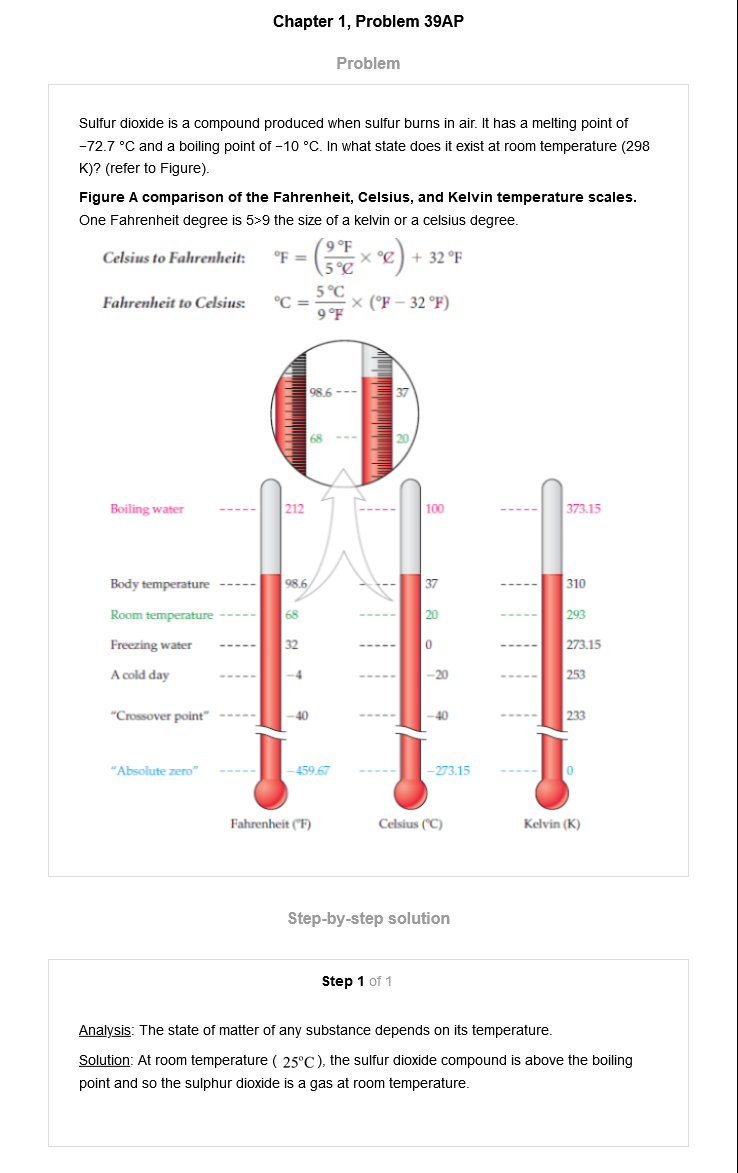 Chapter 1, Problem 39AP
Problem
Sulfur dioxide is a compound produced when sulfur burns in air. It has a melting point of
−72.7 °C and a boiling point of −10 °C. In what state does it exist at room temperature (298
K)? (refer to Figure).
Figure A comparison of the Fahrenheit, Celsius, and Kelvin temperature scales.
One Fahrenheit degree is 5>9 the size of a kelvin or a celsius degree.
Celsius to Fahrenheit: °F = (9 °F / 5 °C × °C) + 32 °F
Fahrenheit to Celsius: °C = 5 °C / 9 °F × (°F − 32 °F)
98.6 --- 37
68 --- 20
Boiling water ----- 212 ----- 100 ----- 373.15
Body temperature ----- 98.6 ----- 37 ----- 310
Room temperature ----- 68 ----- 20 ----- 293
Freezing water ----- 32 ----- 0 ----- 273.15
A cold day ----- −4 ----- −20 ----- 253
"Crossover point" ----- −40 ----- −40 ----- 233
"Absolute zero" ----- −459.67 ----- −273.15 ----- 0
Fahrenheit (°F) Celsius (°C) Kelvin (K)
Step-by-step solution
Step 1 of 1
Analysis: The state of matter of any substance depends on its temperature.
Solution: At room temperature ( 25°C ), the sulfur dioxide compound is above the boiling
point and so the sulphur dioxide is a gas at room temperature.